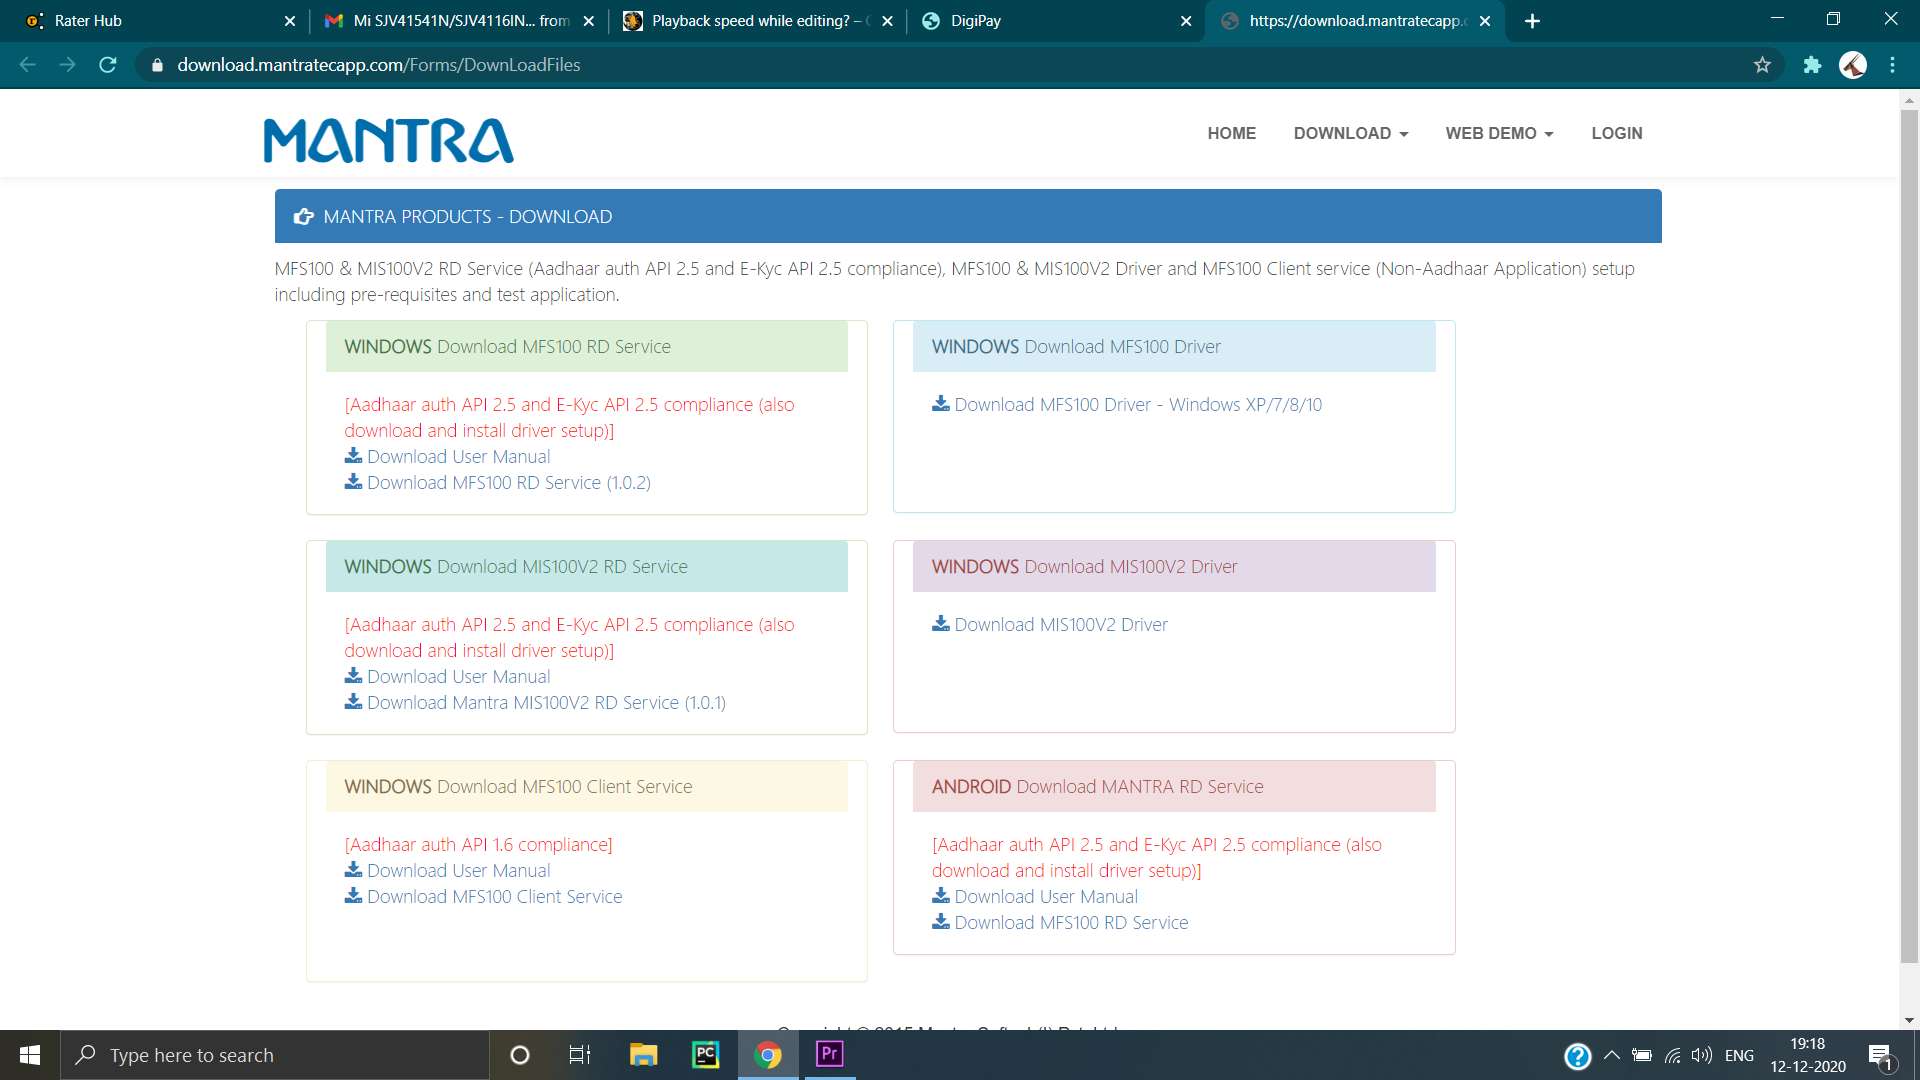 Rater Hub
Mi SJV41541N/SJV4116IN... from
Playback speed while editing? –
DigiPay
https://download.mantratecapp.c
download.mantratecapp.com/Forms/DownLoadFiles
MANTRA
HOME
DOWNLOAD
WEB DEMO
LOGIN
MANTRA PRODUCTS - DOWNLOAD
MFS100 & MIS100V2 RD Service (Aadhaar auth API 2.5 and E-Kyc API 2.5 compliance), MFS100 & MIS100V2 Driver and MFS100 Client service (Non-Aadhaar Application) setup
including pre-requisites and test application.
WINDOWS Download MFS100 RD Service
[Aadhaar auth API 2.5 and E-Kyc API 2.5 compliance (also
download and install driver setup)]
Download User Manual
Download MFS100 RD Service (1.0.2)
WINDOWS Download MFS100 Driver
Download MFS100 Driver - Windows XP/7/8/10
WINDOWS Download MIS100V2 RD Service
[Aadhaar auth API 2.5 and E-Kyc API 2.5 compliance (also
download and install driver setup)]
Download User Manual
Download Mantra MIS100V2 RD Service (1.0.1)
WINDOWS Download MIS100V2 Driver
Download MIS100V2 Driver
WINDOWS Download MFS100 Client Service
[Aadhaar auth API 1.6 compliance]
Download User Manual
Download MFS100 Client Service
ANDROID Download MANTRA RD Service
[Aadhaar auth API 2.5 and E-Kyc API 2.5 compliance (also
download and install driver setup)]
Download User Manual
Download MFS100 RD Service
Type here to search
PC
Pr
ENG
19:18
12-12-2020
1